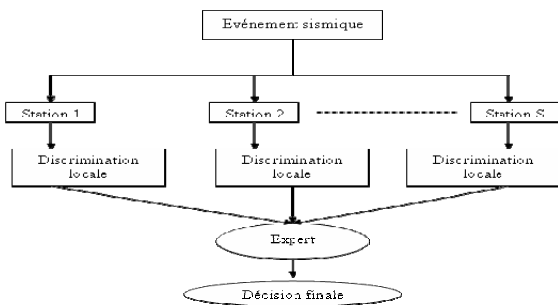 Evénement sismique
Station 1
Station 2
Station S
Discrimination
locale
Discrimination
locale
Discrimination
locale
Expert
Décision finale